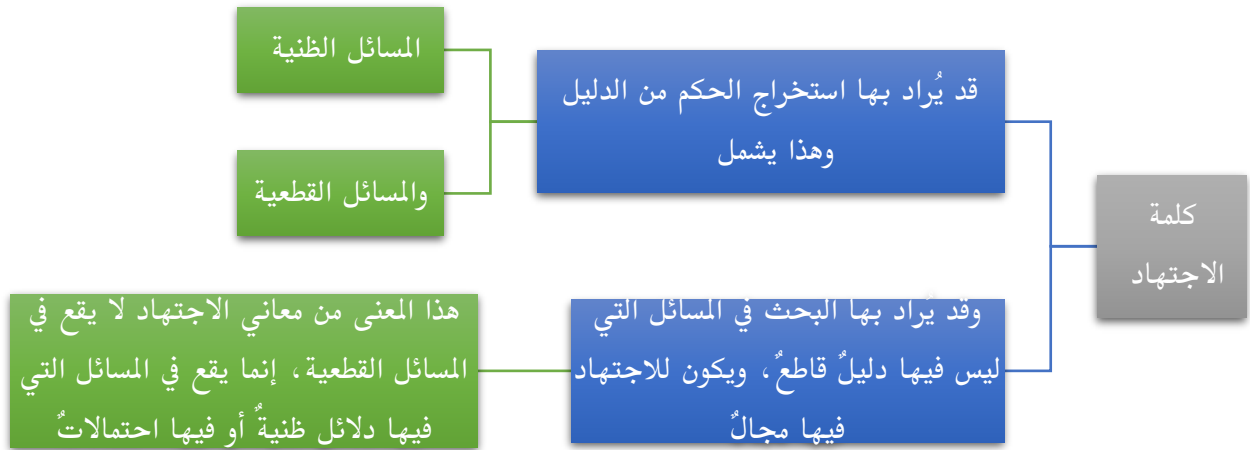 كلمة
الاجتهاد
قد يُراد بها استخراج الحكم من الدليل
وهذا يشمل
المسائل الظنية
والمسائل القطعية
وقد يُراد بها البحث في المسائل التي
ليس فيها دليلٌ قاطعٌ، ويكون للاجتهاد
فيها مجالٌ
هذا المعنى من معاني الاجتهاد لا يقع في
المسائل القطعية، إنما يقع في المسائل التي
فيها دلائل ظنيةٌ أو فيها احتمالاتٌ